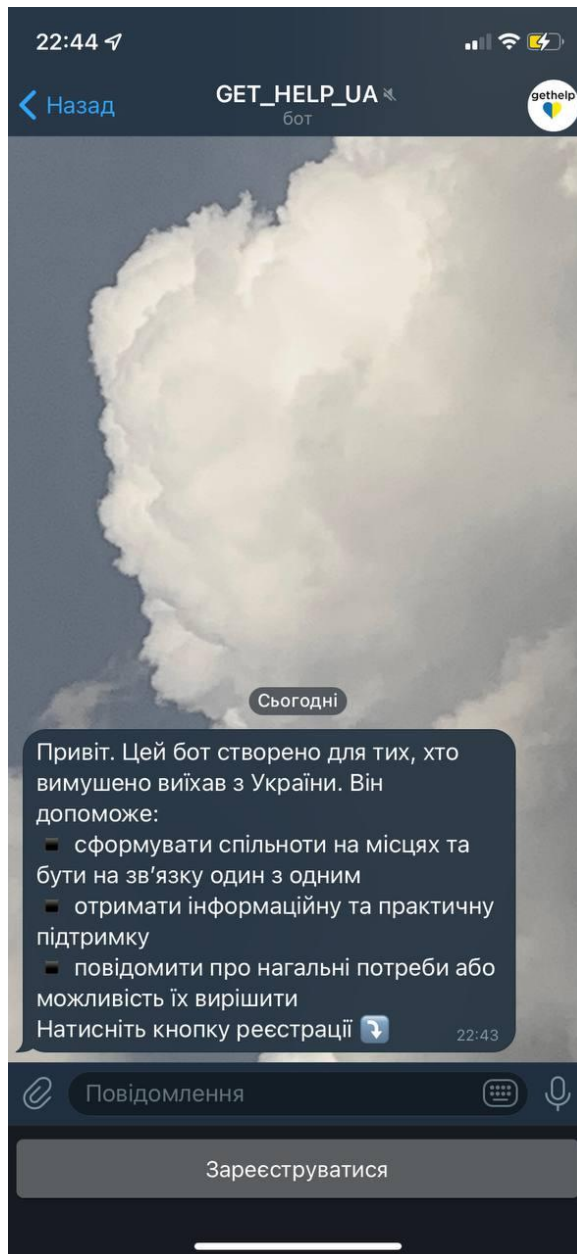 22:44
Назад
GET_HELP_UA
бот
gethelp
Сьогодні
Привіт. Цей бот створено для тих, хто
вимушено виїхав з України. Він
допоможе:
▪️ сформувати спільноти на місцях та
бути на зв’язку один з одним
▪️ отримати інформаційну та практичну
підтримку
▪️ повідомити про нагальні потреби або
можливість їх вирішити
Натисніть кнопку реєстрації ⤵️
22:43
Повідомлення
Зареєструватися